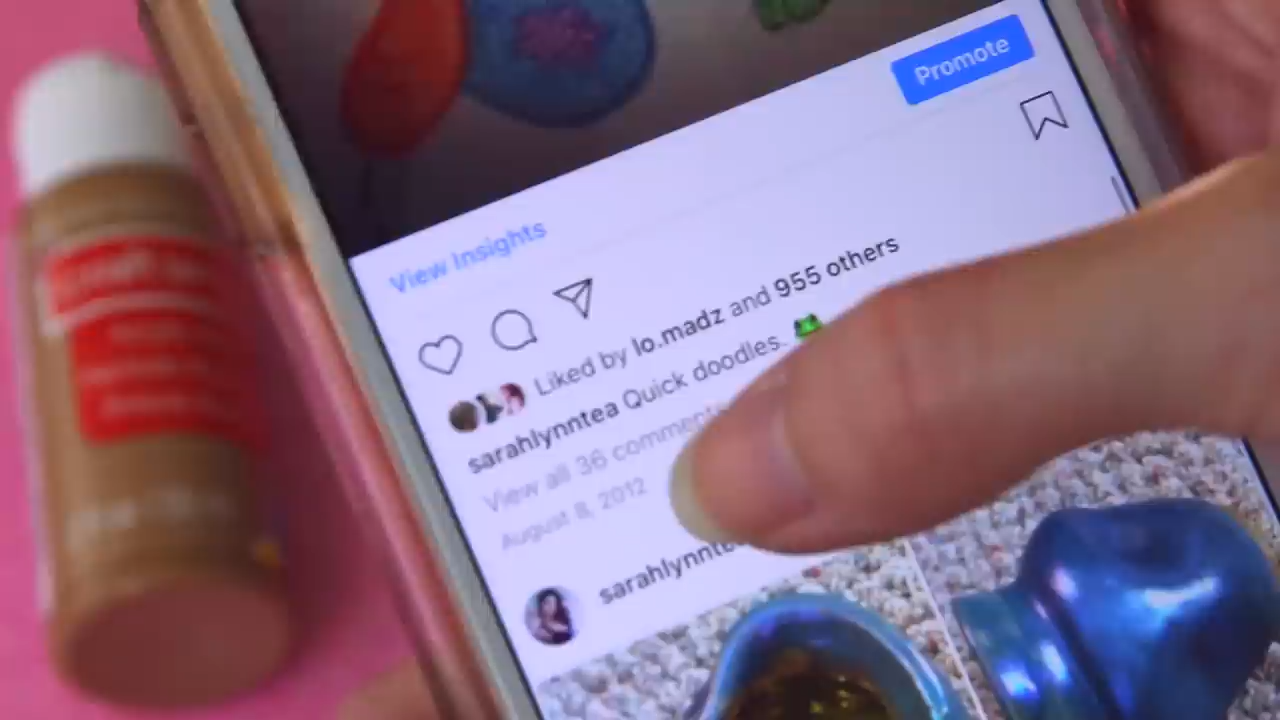 Promote
View Insights
Liked by lo.madz and 955 others
sarahlynntea Quick doodles. 🐸
View all 36 comments
August 8, 2012
sarahlynnte